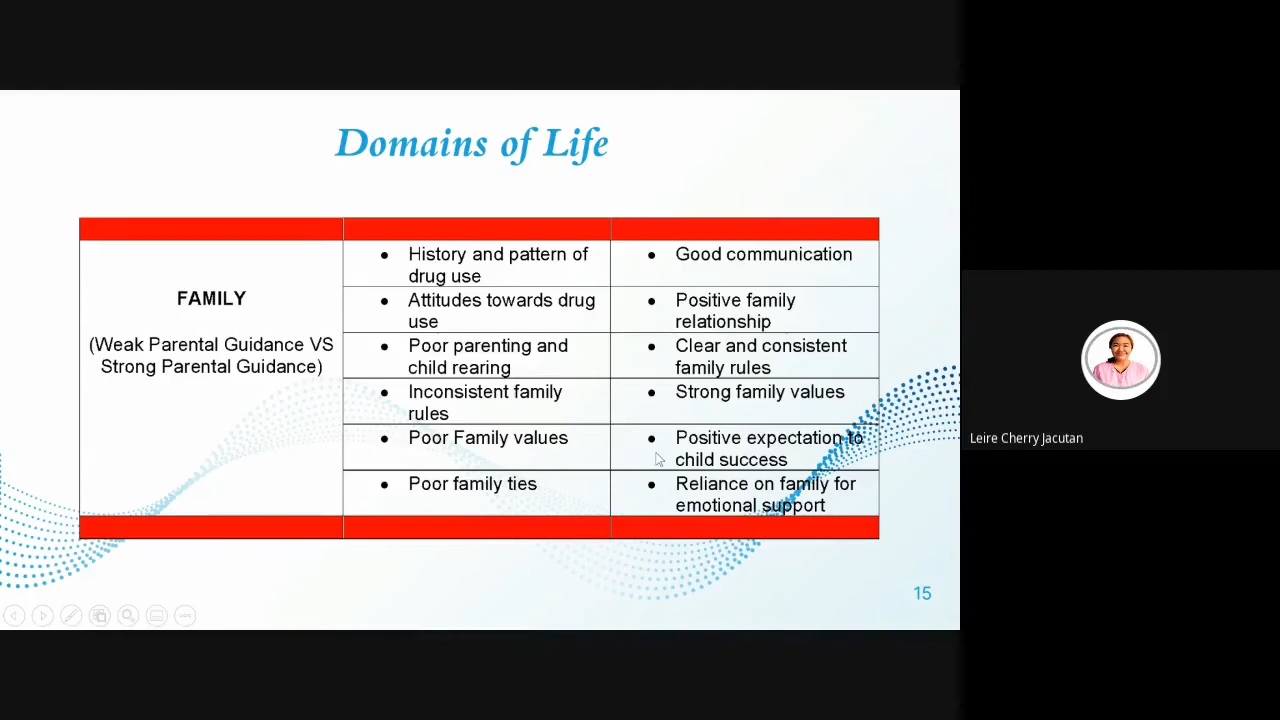 Domains of Life
FAMILY
(Weak Parental Guidance VS
Strong Parental Guidance)
• History and pattern of
drug use
• Good communication
• Attitudes towards drug
use
• Positive family
relationship
• Poor parenting and
child rearing
• Clear and consistent
family rules
• Inconsistent family
rules
• Strong family values
• Poor Family values
• Positive expectation to
child success
• Poor family ties
• Reliance on family for
emotional support
15
Leire Cherry Jacutan